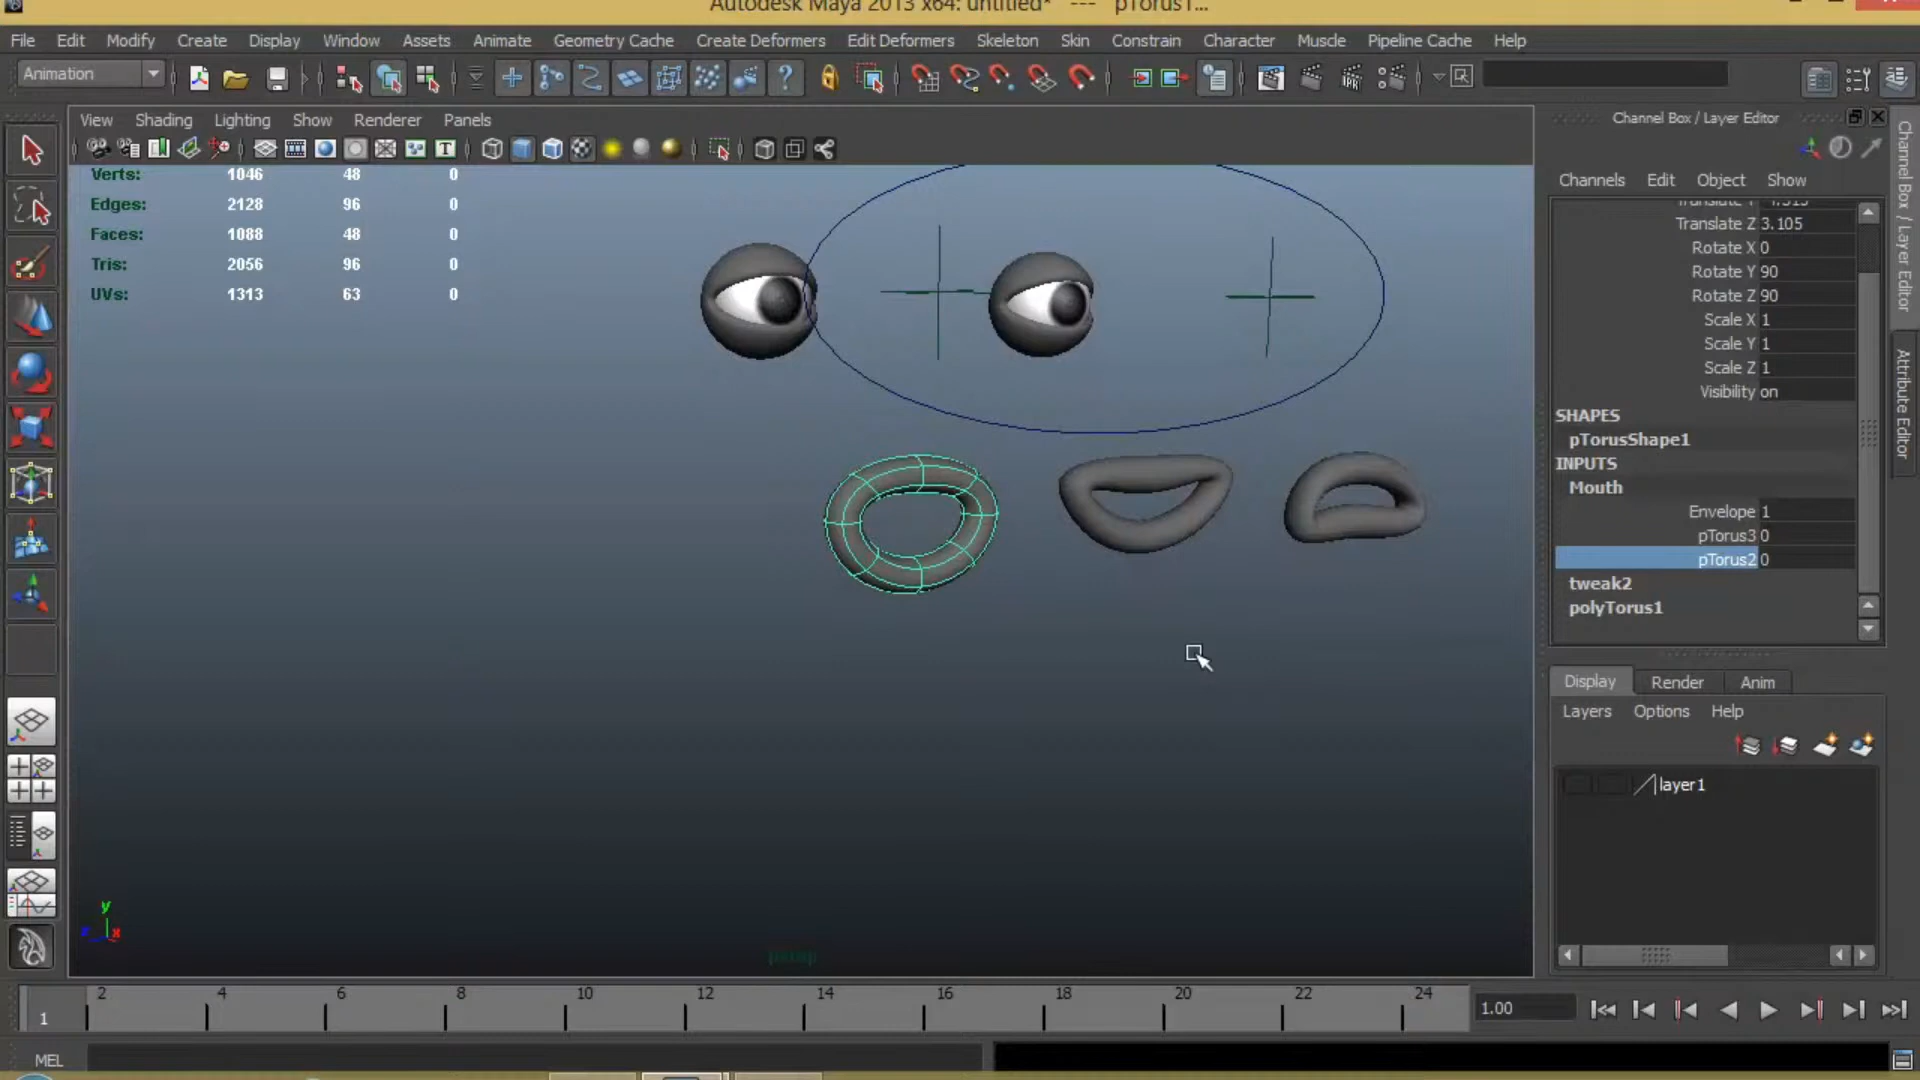 Autodesk Maya 2013 x64: untitled* --- pTorus1...
File Edit Modify Create Display Window Assets Animate Geometry Cache Create Deformers Edit Deformers Skeleton Skin Constrain Character Muscle Pipeline Cache Help
Animation
IPR
View Shading Lighting Show Renderer Panels
Channel Box / Layer Editor
Verts: 1046 48 0
Edges: 2128 96 0
Faces: 1088 48 0
Tris: 2056 96 0
UVs: 1313 63 0
Channels Edit Object Show
Translate Z 3.105
Rotate X 0
Rotate Y 90
Rotate Z 90
Scale X 1
Scale Y 1
Scale Z 1
Visibility on
SHAPES
pTorusShape1
INPUTS
Mouth
Envelope 1
pTorus3 0
pTorus2 0
tweak2
polyTorus1
Channel Box / Layer Editor
Attribute Editor
Display Render Anim
Layers Options Help
layer1
y
x
persp
2 4 6 8 10 12 14 16 18 20 22 24
1
1.00
MEL